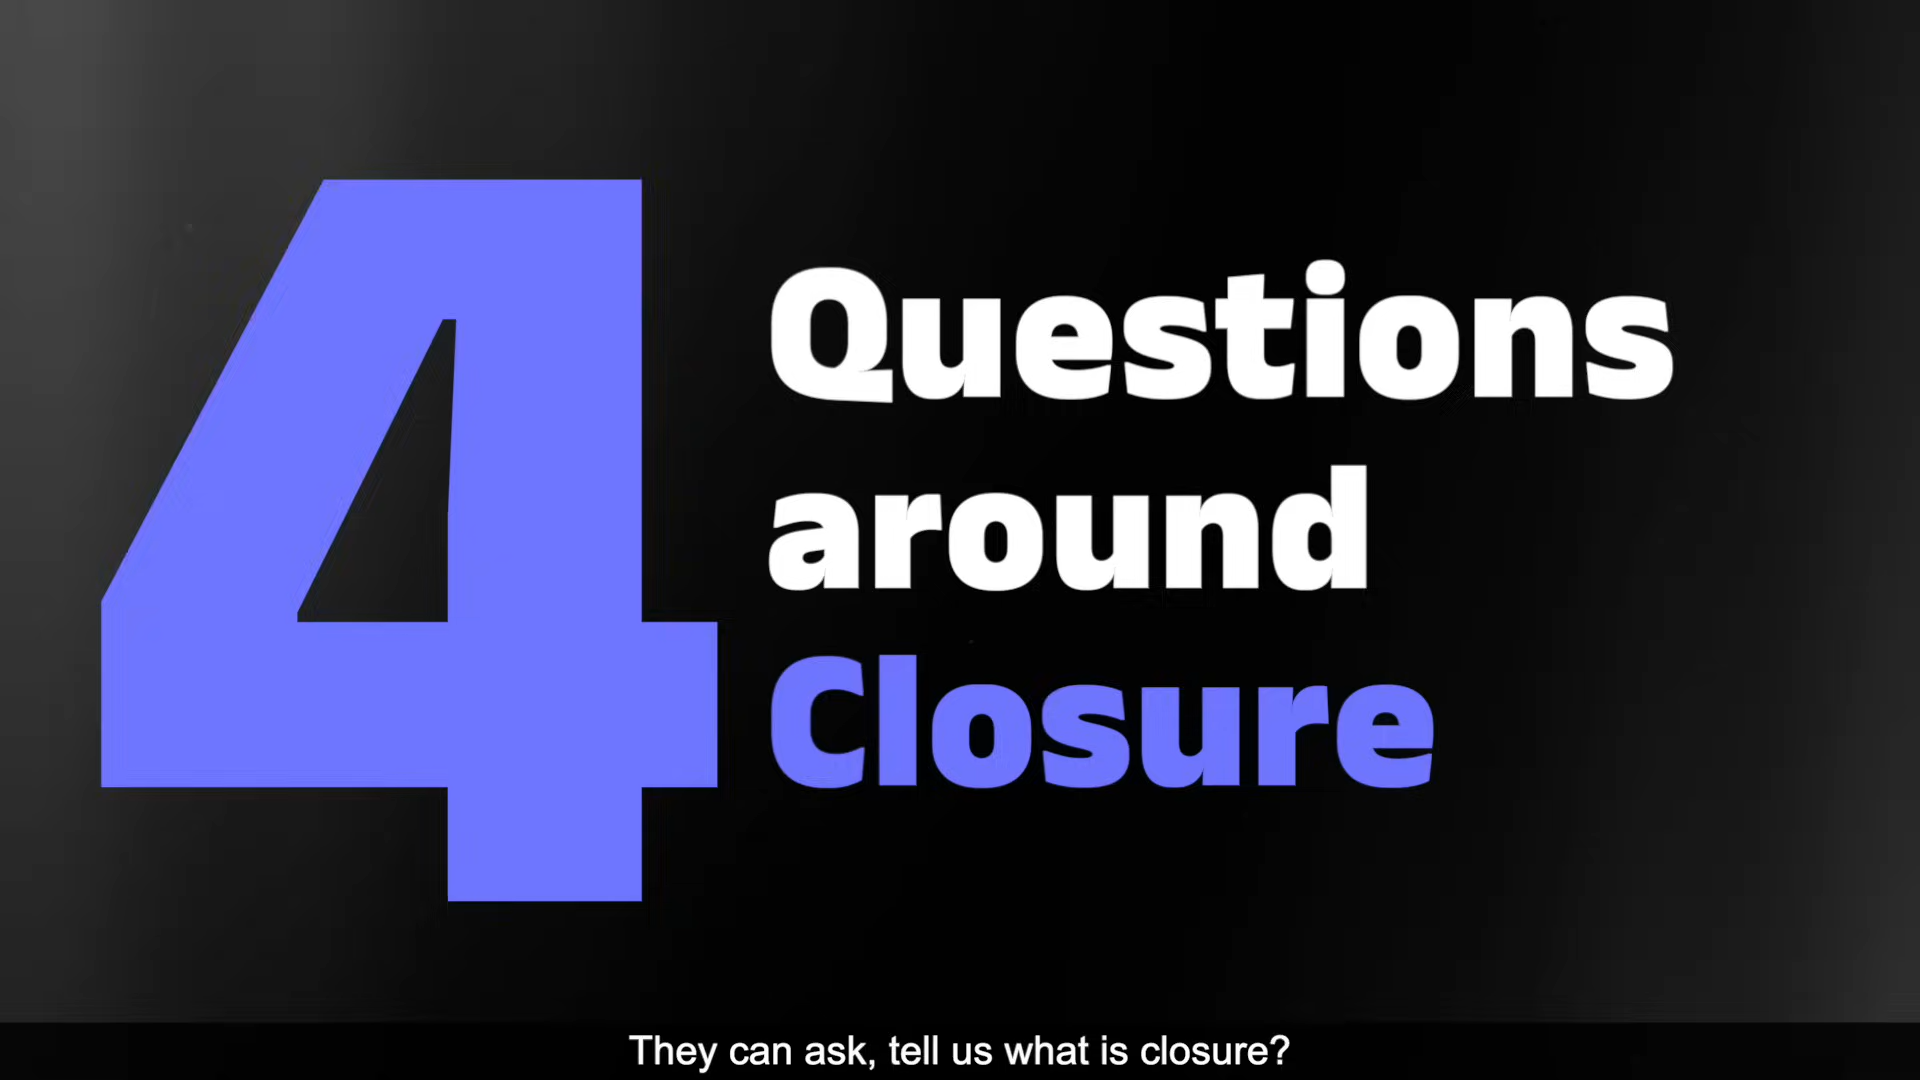 4
Questions
around
Closure
They can ask, tell us what is closure?